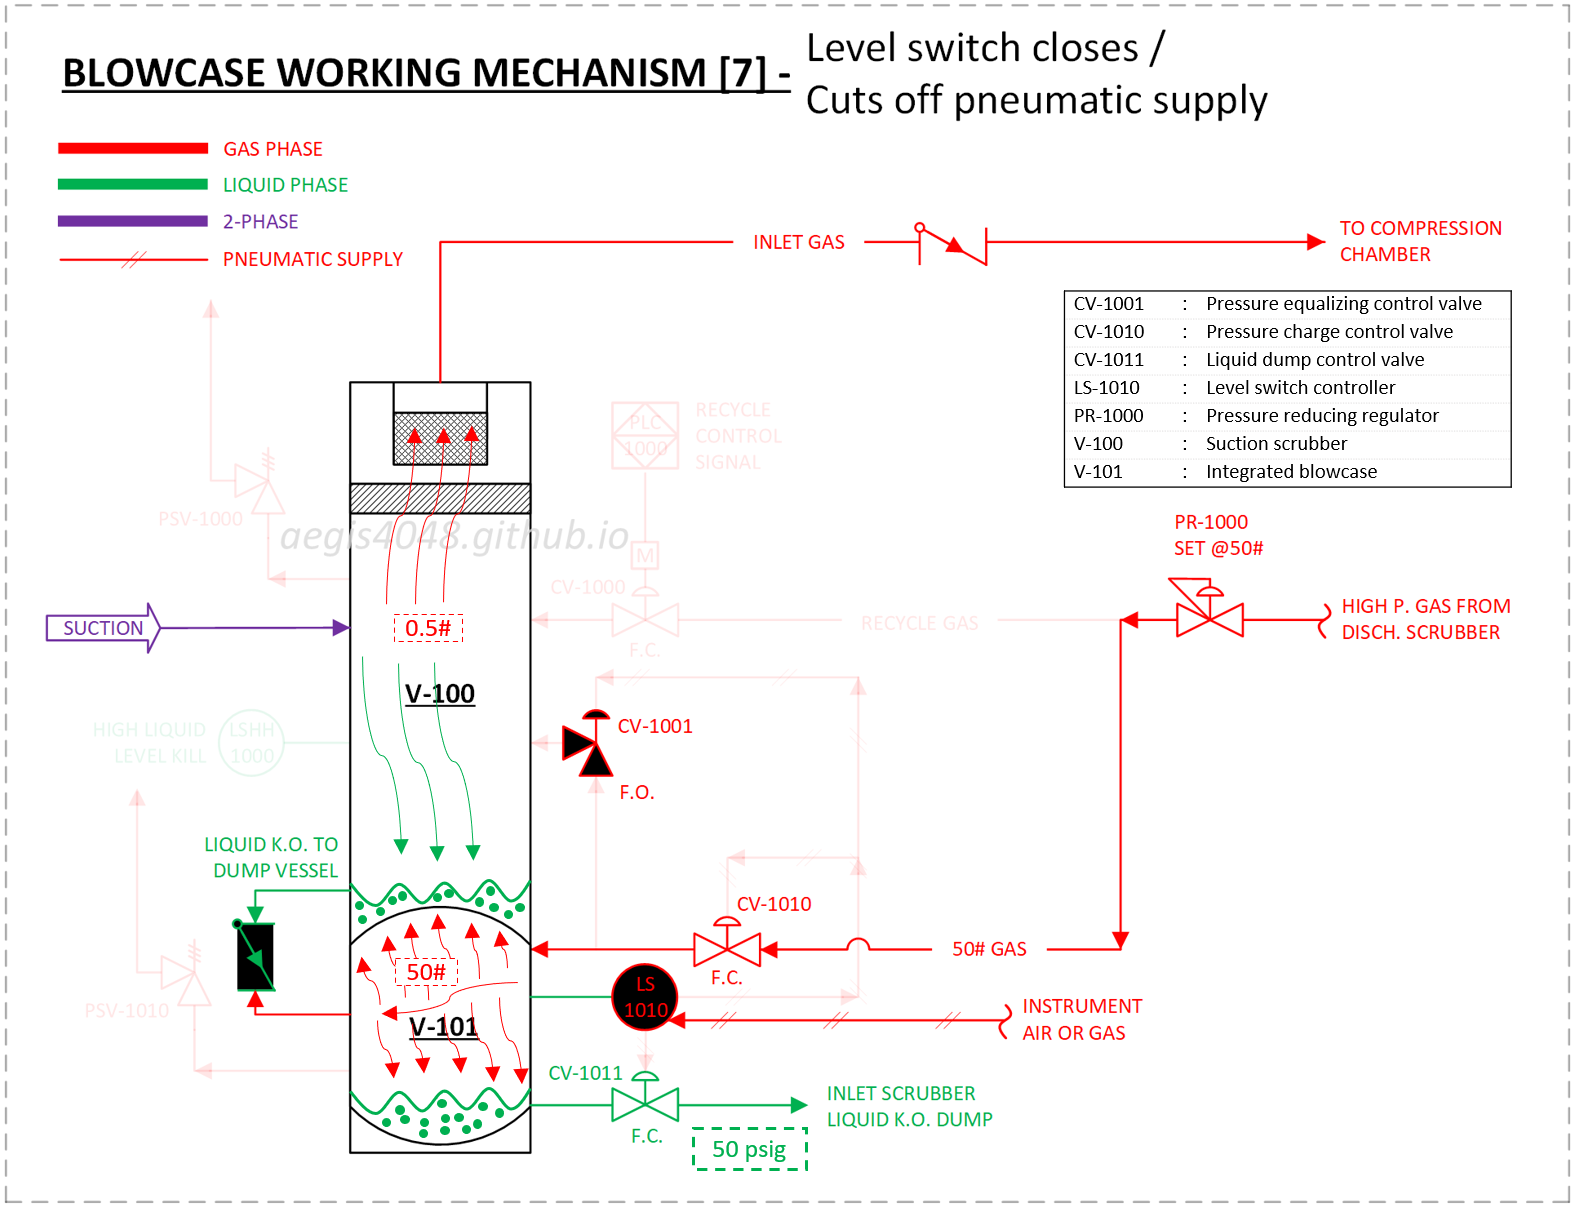 BLOWCASE WORKING MECHANISM [7] -
Level switch closes /
Cuts off pneumatic supply
GAS PHASE
LIQUID PHASE
2-PHASE
PNEUMATIC SUPPLY
INLET GAS
TO COMPRESSION
CHAMBER
CV-1001 : Pressure equalizing control valve
CV-1010 : Pressure charge control valve
CV-1011 : Liquid dump control valve
LS-1010 : Level switch controller
PR-1000 : Pressure reducing regulator
V-100 : Suction scrubber
V-101 : Integrated blowcase
PLC
1000
RECYCLE
CONTROL
SIGNAL
PSV-1000
aegis4048.github.io
M
CV-1000
F.C.
RECYCLE GAS
PR-1000
SET @50#
HIGH P. GAS FROM
DISCH. SCRUBBER
SUCTION
0.5#
V-100
HIGH LIQUID
LEVEL KILL
LSHH
1000
CV-1001
F.O.
LIQUID K.O. TO
DUMP VESSEL
CV-1010
F.C.
50# GAS
50#
V-101
PSV-1010
LS
1010
INSTRUMENT
AIR OR GAS
CV-1011
F.C.
INLET SCRUBBER
LIQUID K.O. DUMP
50 psig